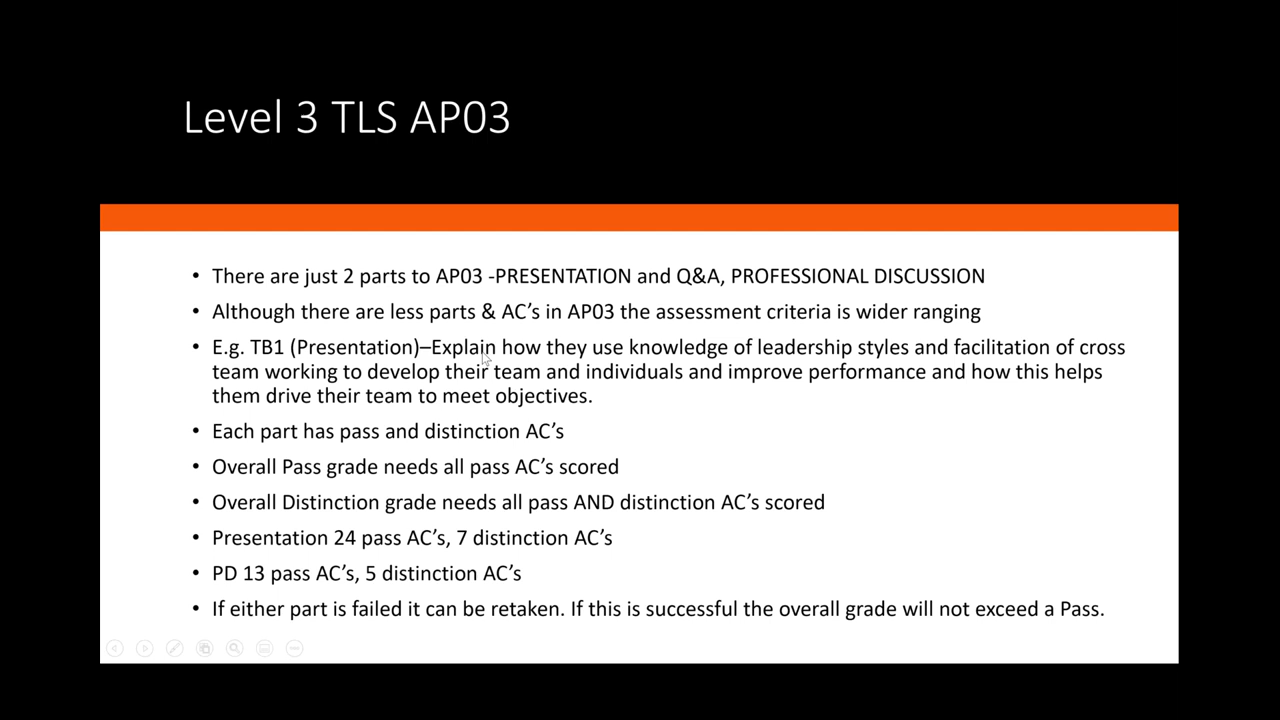 Level 3 TLS AP03
• There are just 2 parts to AP03 -PRESENTATION and Q&A, PROFESSIONAL DISCUSSION
• Although there are less parts & AC’s in AP03 the assessment criteria is wider ranging
• E.g. TB1 (Presentation)–Explain how they use knowledge of leadership styles and facilitation of cross
team working to develop their team and individuals and improve performance and how this helps
them drive their team to meet objectives.
• Each part has pass and distinction AC’s
• Overall Pass grade needs all pass AC’s scored
• Overall Distinction grade needs all pass AND distinction AC’s scored
• Presentation 24 pass AC’s, 7 distinction AC’s
• PD 13 pass AC’s, 5 distinction AC’s
• If either part is failed it can be retaken. If this is successful the overall grade will not exceed a Pass.